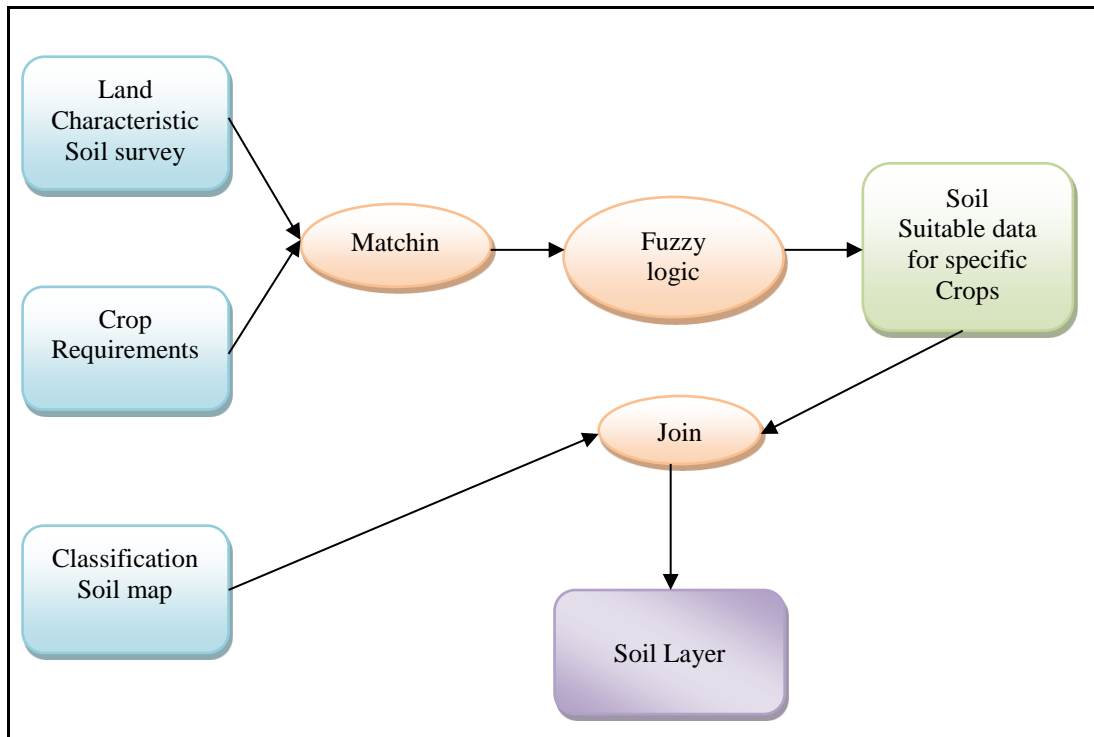 Land
Characteristic
Soil survey
Matchin
Fuzzy
logic
Soil
Suitable data
for specific
Crops
Crop
Requirements
Join
Classification
Soil map
Soil Layer